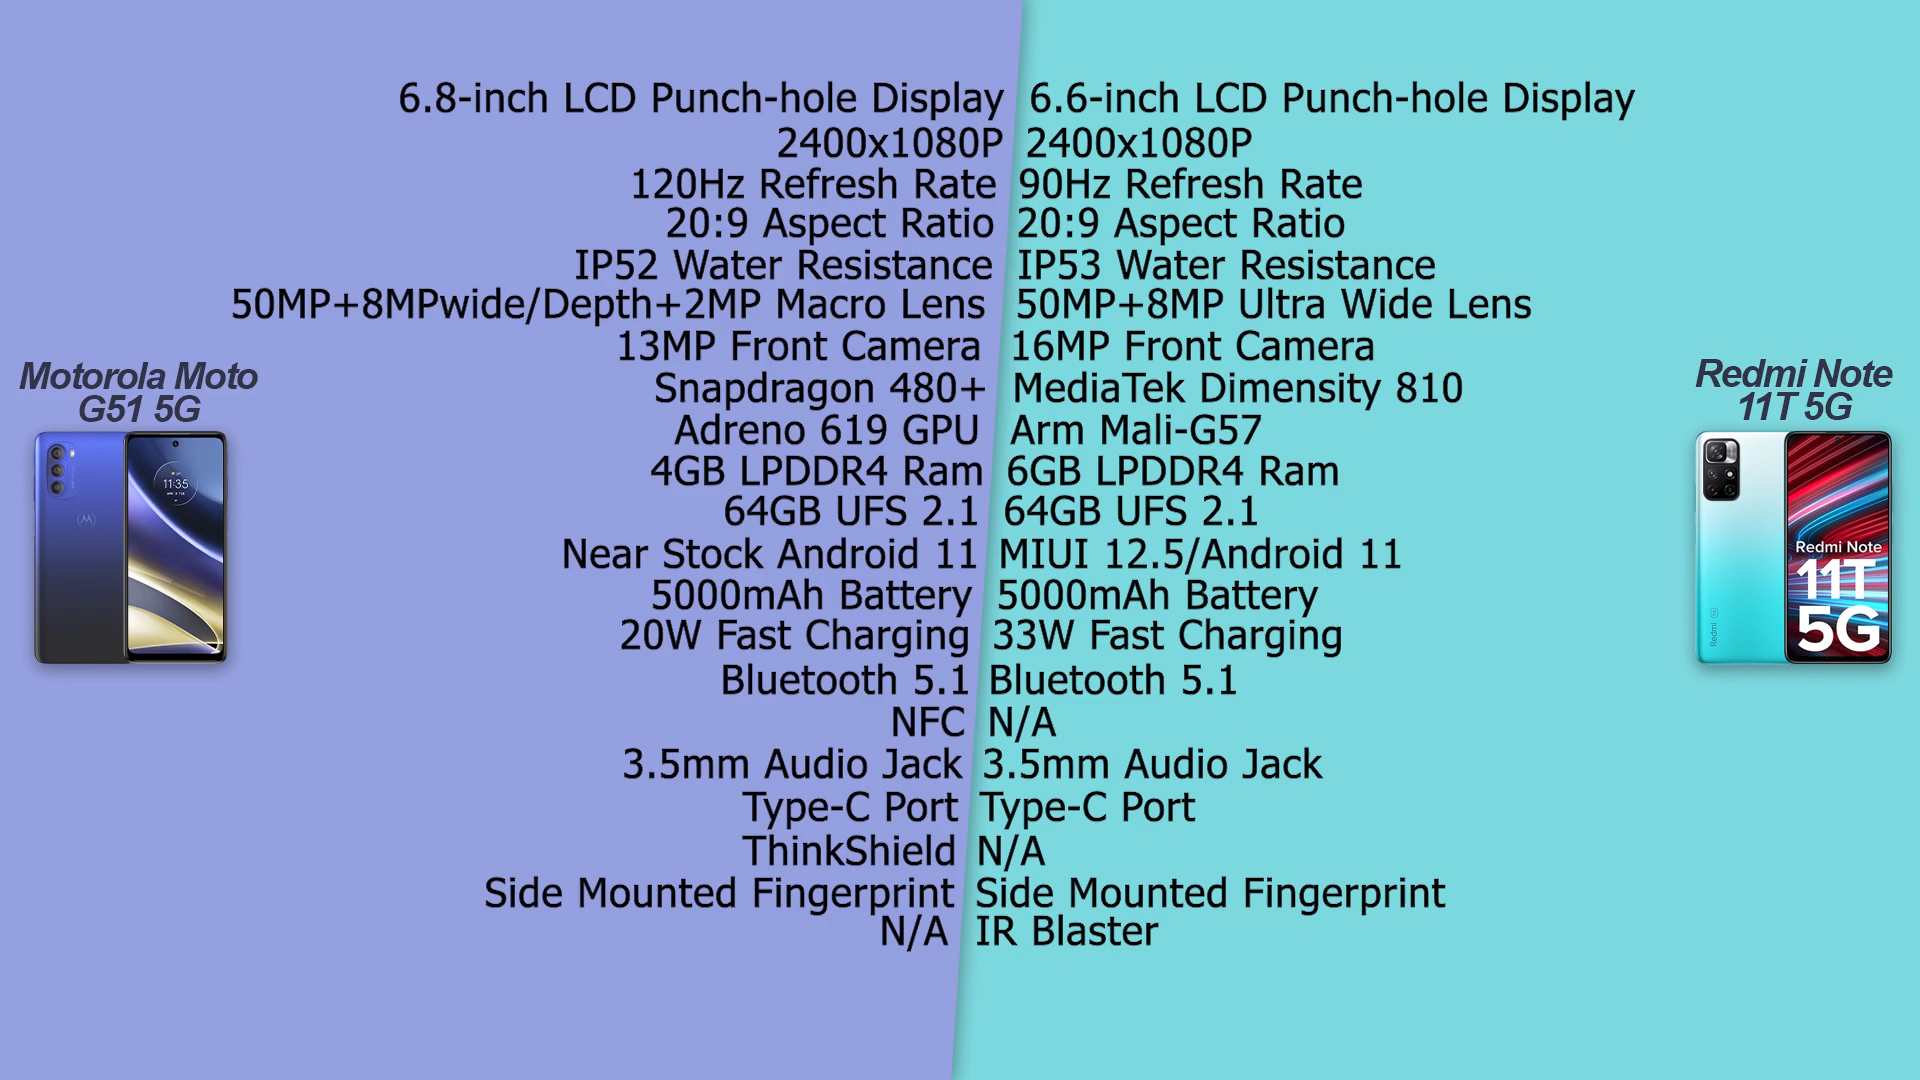 6.8-inch LCD Punch-hole Display 6.6-inch LCD Punch-hole Display
2400x1080P 2400x1080P
120Hz Refresh Rate 90Hz Refresh Rate
20:9 Aspect Ratio 20:9 Aspect Ratio
IP52 Water Resistance IP53 Water Resistance
50MP+8MPwide/Depth+2MP Macro Lens 50MP+8MP Ultra Wide Lens
13MP Front Camera 16MP Front Camera
Snapdragon 480+ MediaTek Dimensity 810
Adreno 619 GPU Arm Mali-G57
4GB LPDDR4 Ram 6GB LPDDR4 Ram
64GB UFS 2.1 64GB UFS 2.1
Near Stock Android 11 MIUI 12.5/Android 11
5000mAh Battery 5000mAh Battery
20W Fast Charging 33W Fast Charging
Bluetooth 5.1 Bluetooth 5.1
NFC N/A
3.5mm Audio Jack 3.5mm Audio Jack
Type-C Port Type-C Port
ThinkShield N/A
Side Mounted Fingerprint Side Mounted Fingerprint
N/A IR Blaster
Motorola Moto
G51 5G
11:35
Redmi Note
11T 5G
Redmi Note
11T
5G
Redmi